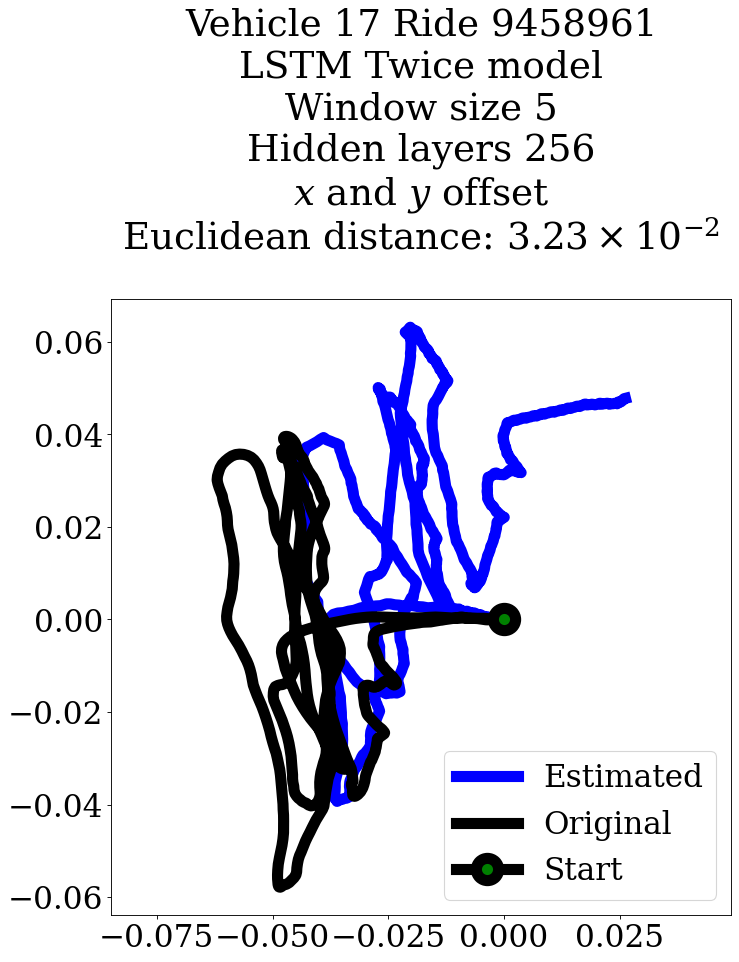 Vehicle 17 Ride 9458961
LSTM Twice model
Window size 5
Hidden layers 256
x and y offset
Euclidean distance: 3.23 × 10⁻²
0.06
0.04
0.02
0.00
−0.02
−0.04
−0.06
Estimated
Original
Start
−0.075 −0.050 −0.025 0.000 0.025